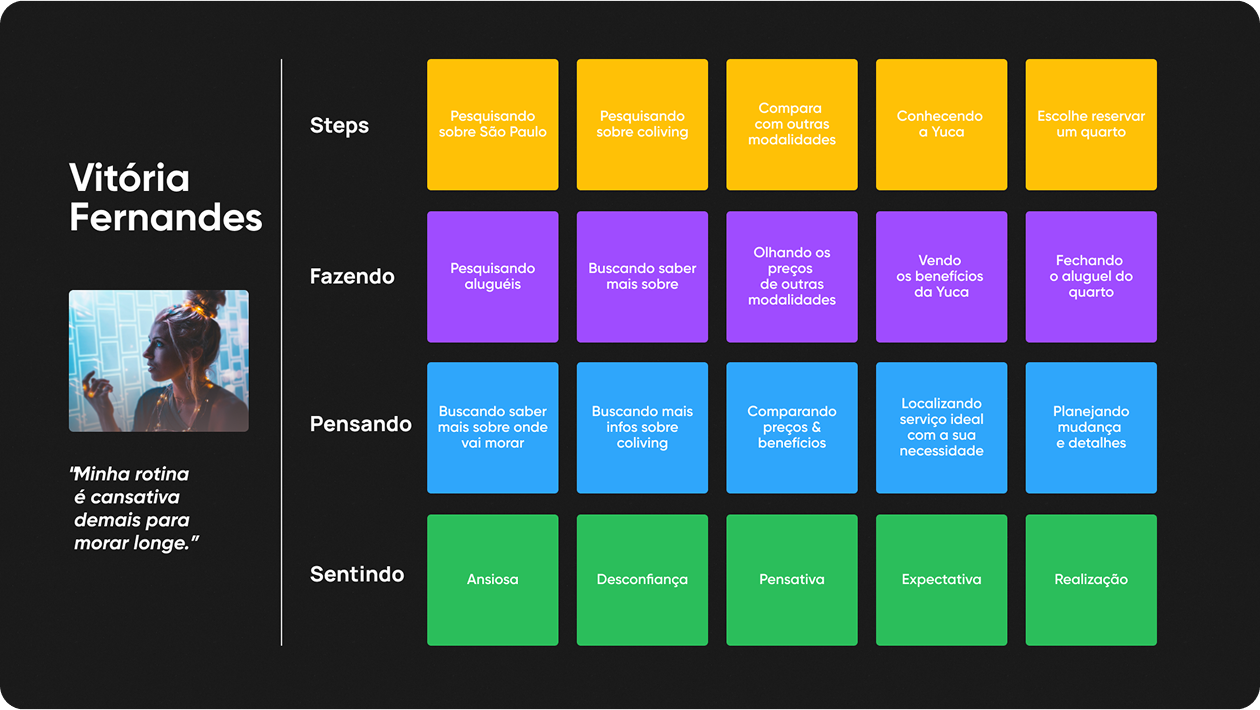 Vitória
Fernandes
"Minha rotina
é cansativa
demais para
morar longe.”
Steps
Pesquisando
sobre São Paulo
Pesquisando
sobre coliving
Compara
com outras
modalidades
Conhecendo
a Yuca
Escolhe reservar
um quarto
Fazendo
Pesquisando
aluguéis
Buscando saber
mais sobre
Olhando os
preços
de outras
modalidades
Vendo
os benefícios
da Yuca
Fechando
o aluguel do
quarto
Pensando
Buscando saber
mais sobre onde
vai morar
Buscando mais
infos sobre
coliving
Comparando
preços &
benefícios
Localizando
serviço ideal
com a sua
necessidade
Planejando
mudança
e detalhes
Sentindo
Ansiosa
Desconfiança
Pensativa
Expectativa
Realização